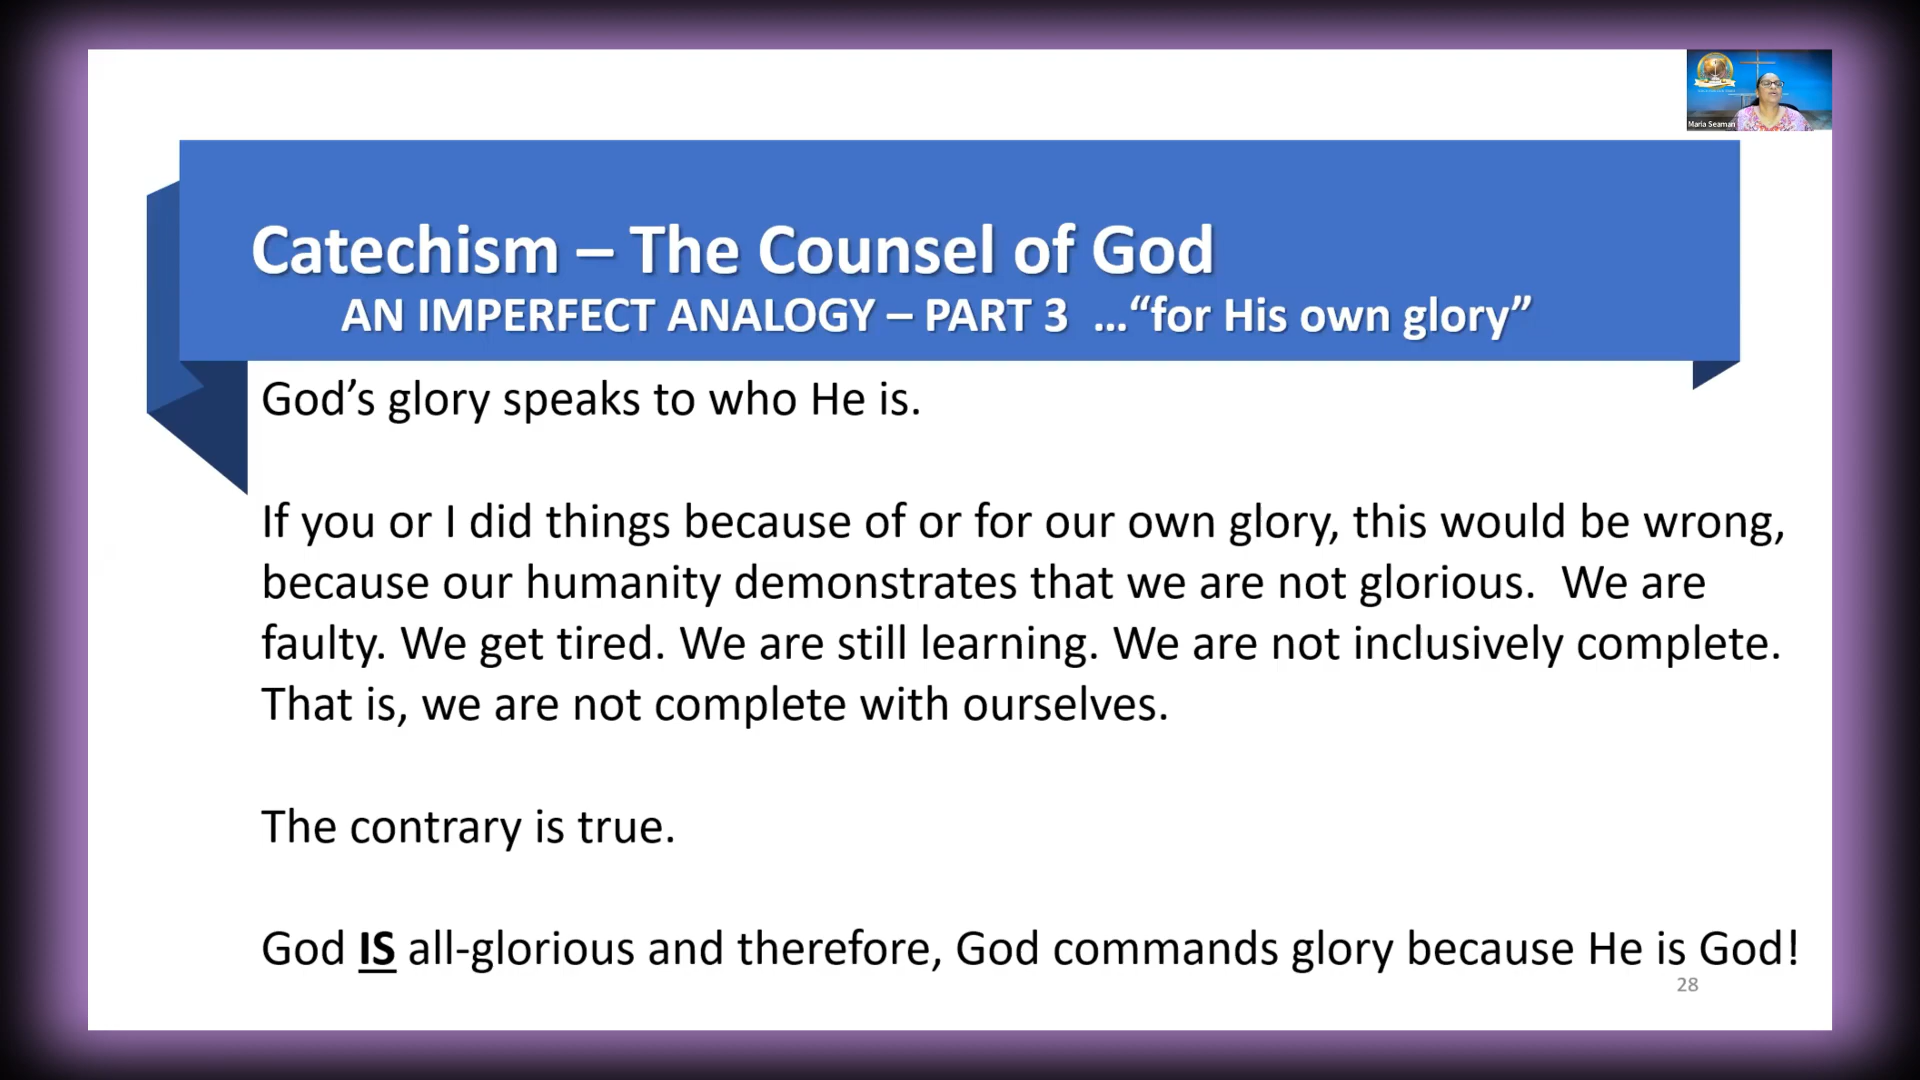 Maria Seaman
Catechism – The Counsel of God
AN IMPERFECT ANALOGY – PART 3 …“for His own glory”
God’s glory speaks to who He is.
If you or I did things because of or for our own glory, this would be wrong,
because our humanity demonstrates that we are not glorious.  We are
faulty. We get tired. We are still learning. We are not inclusively complete.
That is, we are not complete with ourselves.
The contrary is true.
God IS all-glorious and therefore, God commands glory because He is God!
28